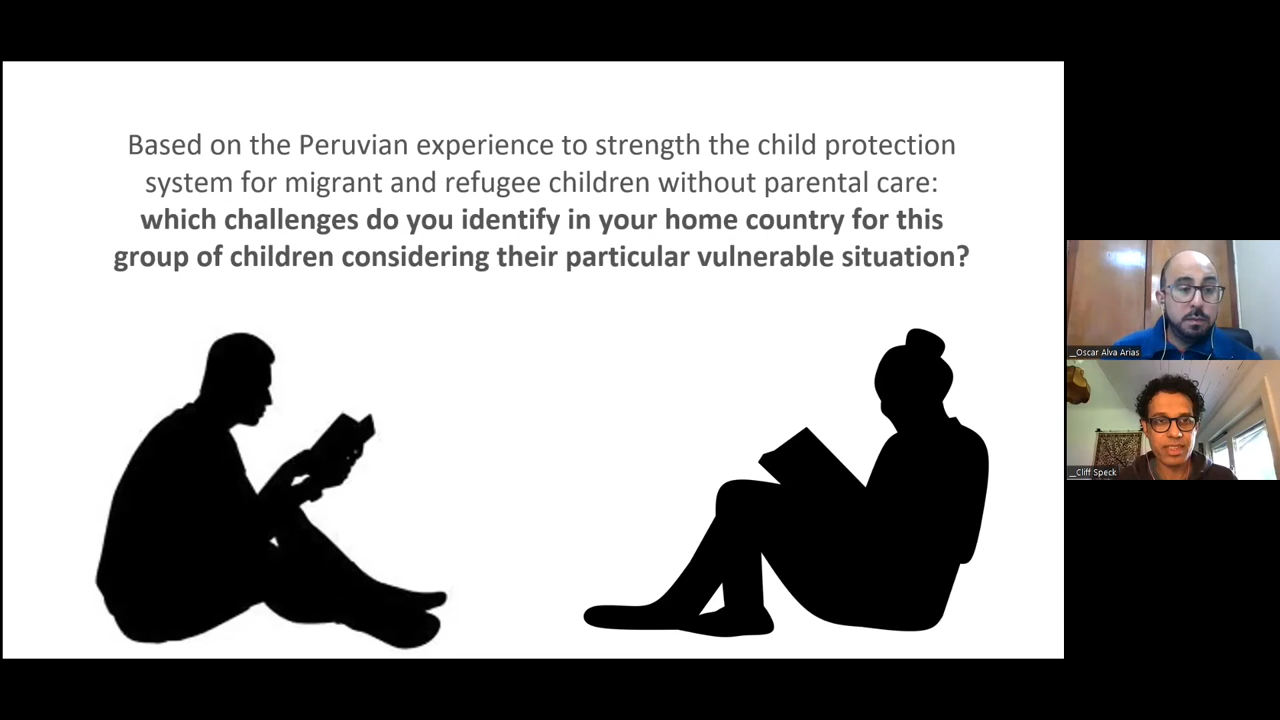 Based on the Peruvian experience to strength the child protection
system for migrant and refugee children without parental care:
which challenges do you identify in your home country for this
group of children considering their particular vulnerable situation?
_Oscar Alva Arias
_Cliff Speck